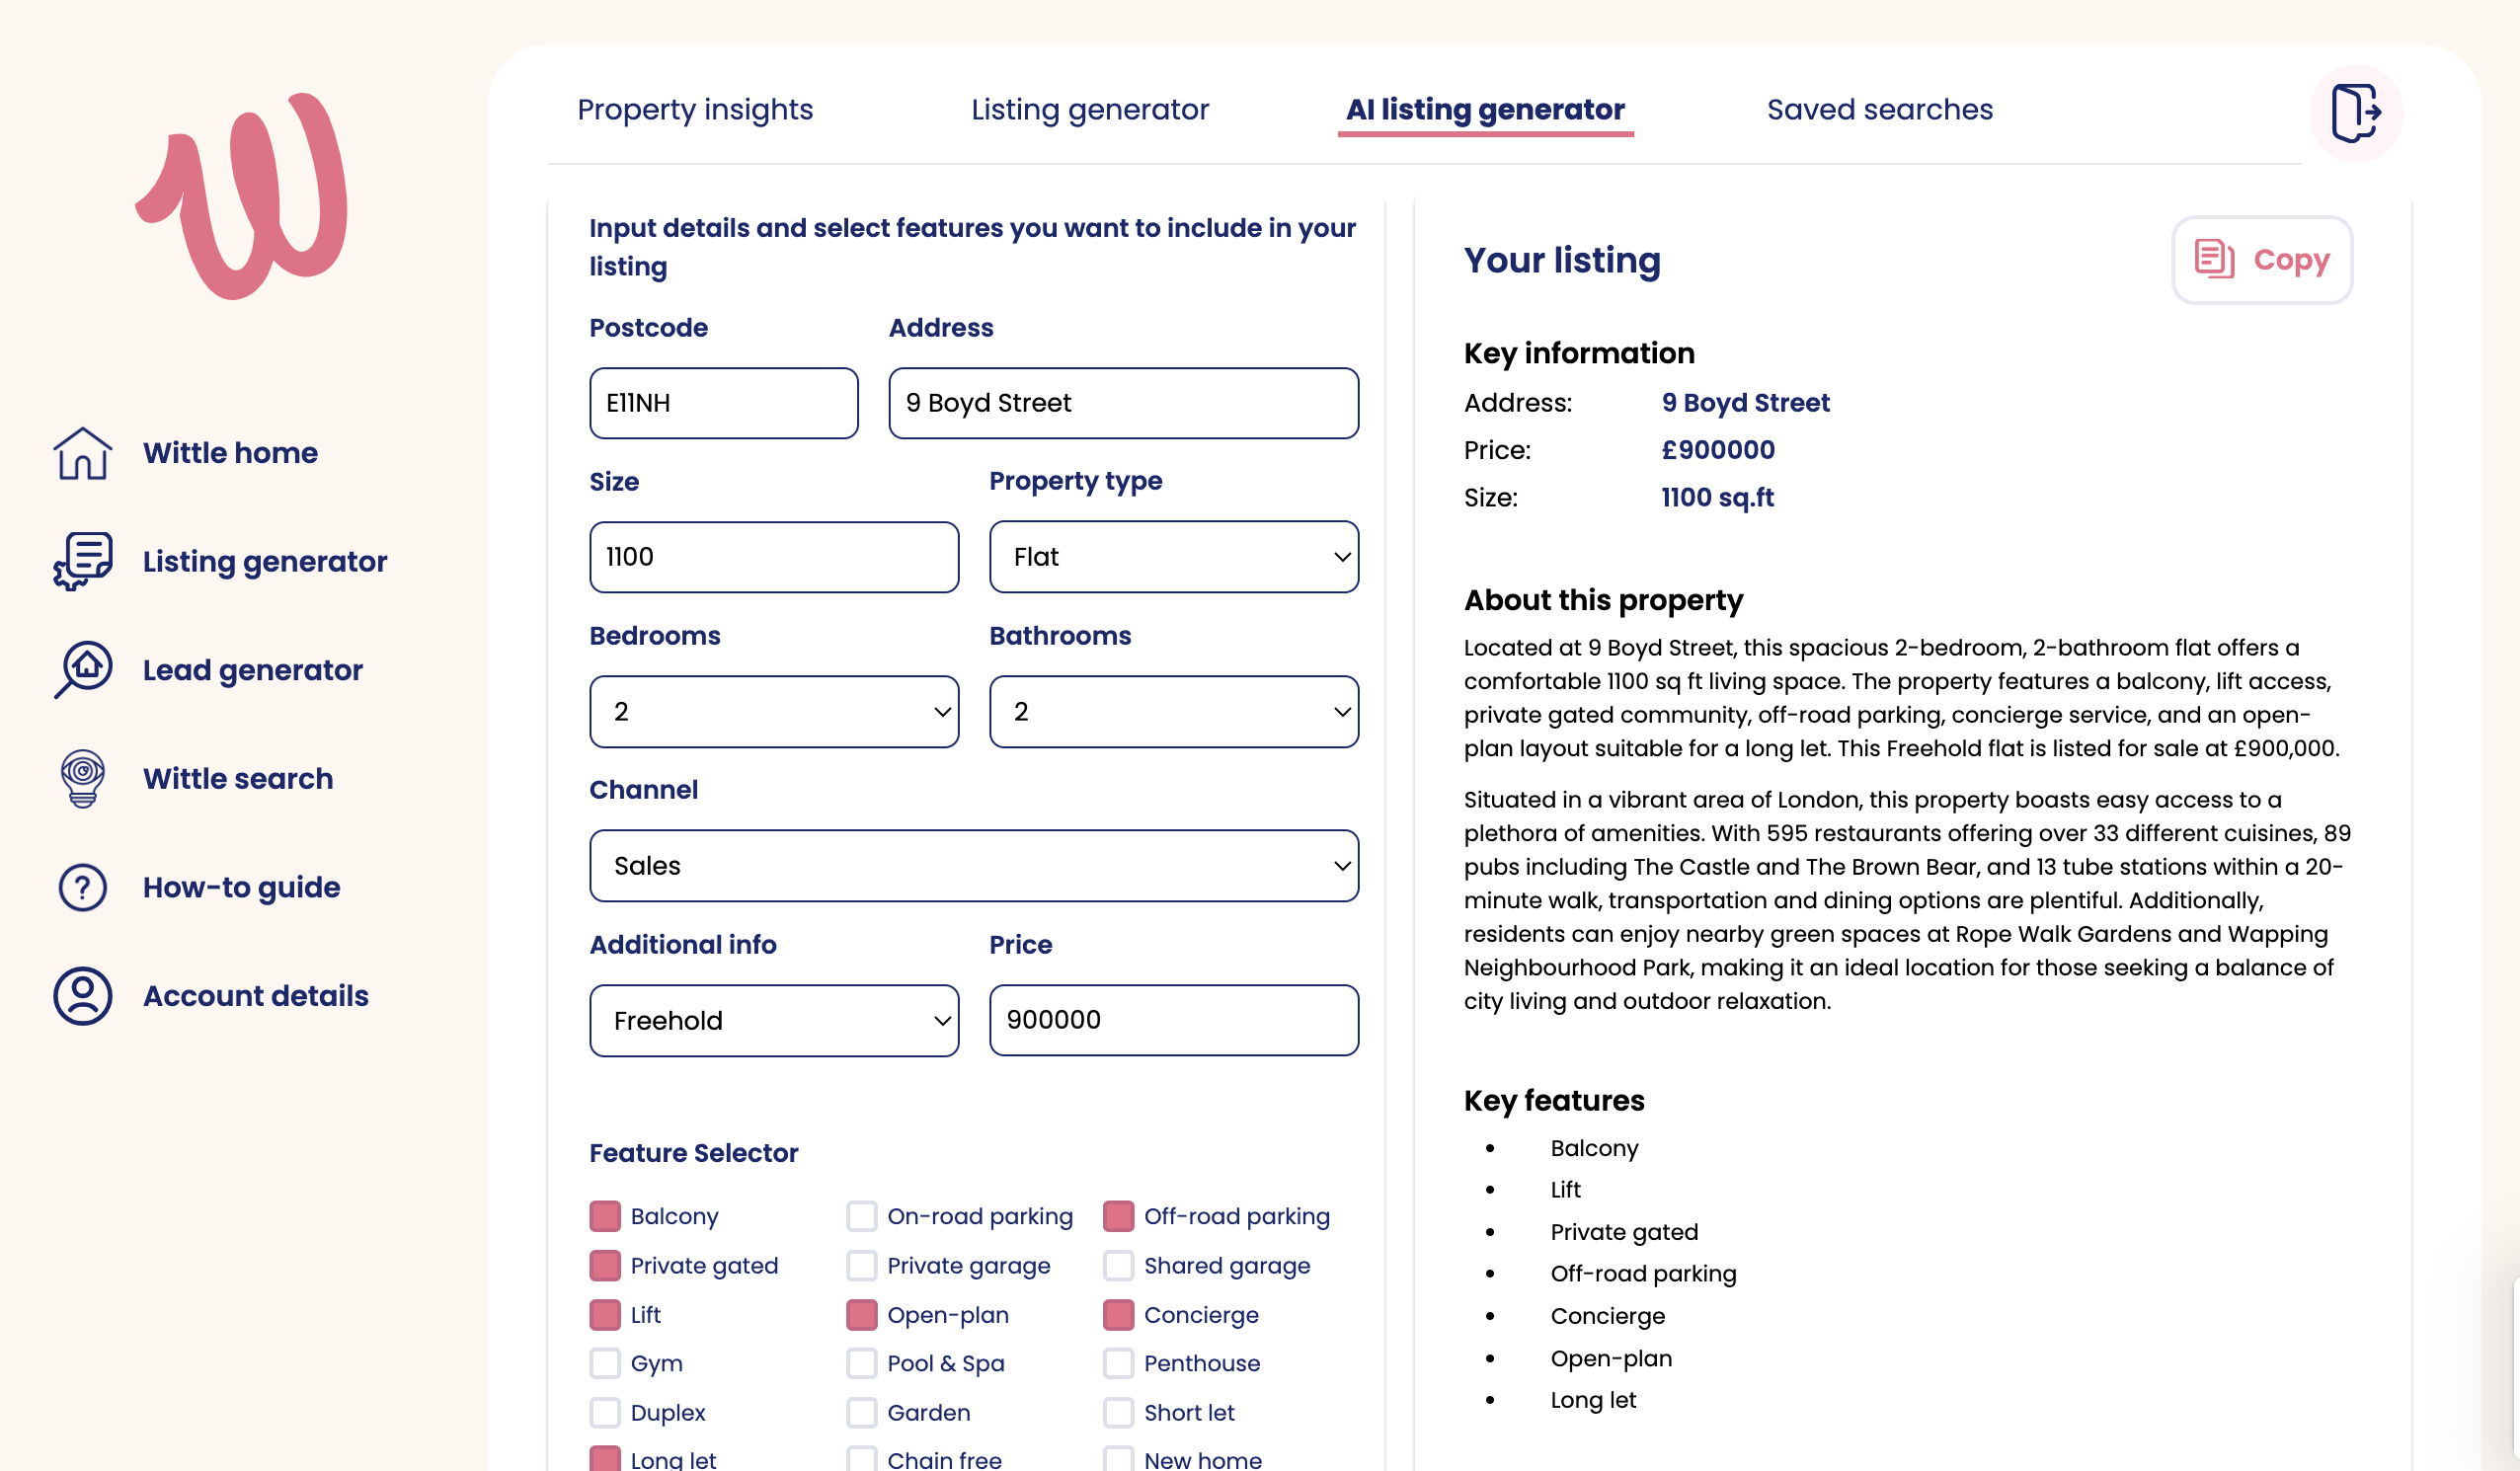 Property insights
Listing generator
AI listing generator
Saved searches
Wittle home
Listing generator
Lead generator
Wittle search
How-to guide
Account details
Input details and select features you want to include in your
listing
Postcode
Address
E11NH
9 Boyd Street
Size
Property type
1100
Flat
Bedrooms
Bathrooms
2
2
Channel
Sales
Additional info
Price
Freehold
900000
Feature Selector
Balcony
On-road parking
Off-road parking
Private gated
Private garage
Shared garage
Lift
Open-plan
Concierge
Gym
Pool & Spa
Penthouse
Duplex
Garden
Short let
Long let
Chain free
New home
Your listing
Copy
Key information
Address: 9 Boyd Street
Price: £900000
Size: 1100 sq.ft
About this property
Located at 9 Boyd Street, this spacious 2-bedroom, 2-bathroom flat offers a
comfortable 1100 sq ft living space. The property features a balcony, lift access,
private gated community, off-road parking, concierge service, and an open-
plan layout suitable for a long let. This Freehold flat is listed for sale at £900,000.
Situated in a vibrant area of London, this property boasts easy access to a
plethora of amenities. With 595 restaurants offering over 33 different cuisines, 89
pubs including The Castle and The Brown Bear, and 13 tube stations within a 20-
minute walk, transportation and dining options are plentiful. Additionally,
residents can enjoy nearby green spaces at Rope Walk Gardens and Wapping
Neighbourhood Park, making it an ideal location for those seeking a balance of
city living and outdoor relaxation.
Key features
• Balcony
• Lift
• Private gated
• Off-road parking
• Concierge
• Open-plan
• Long let